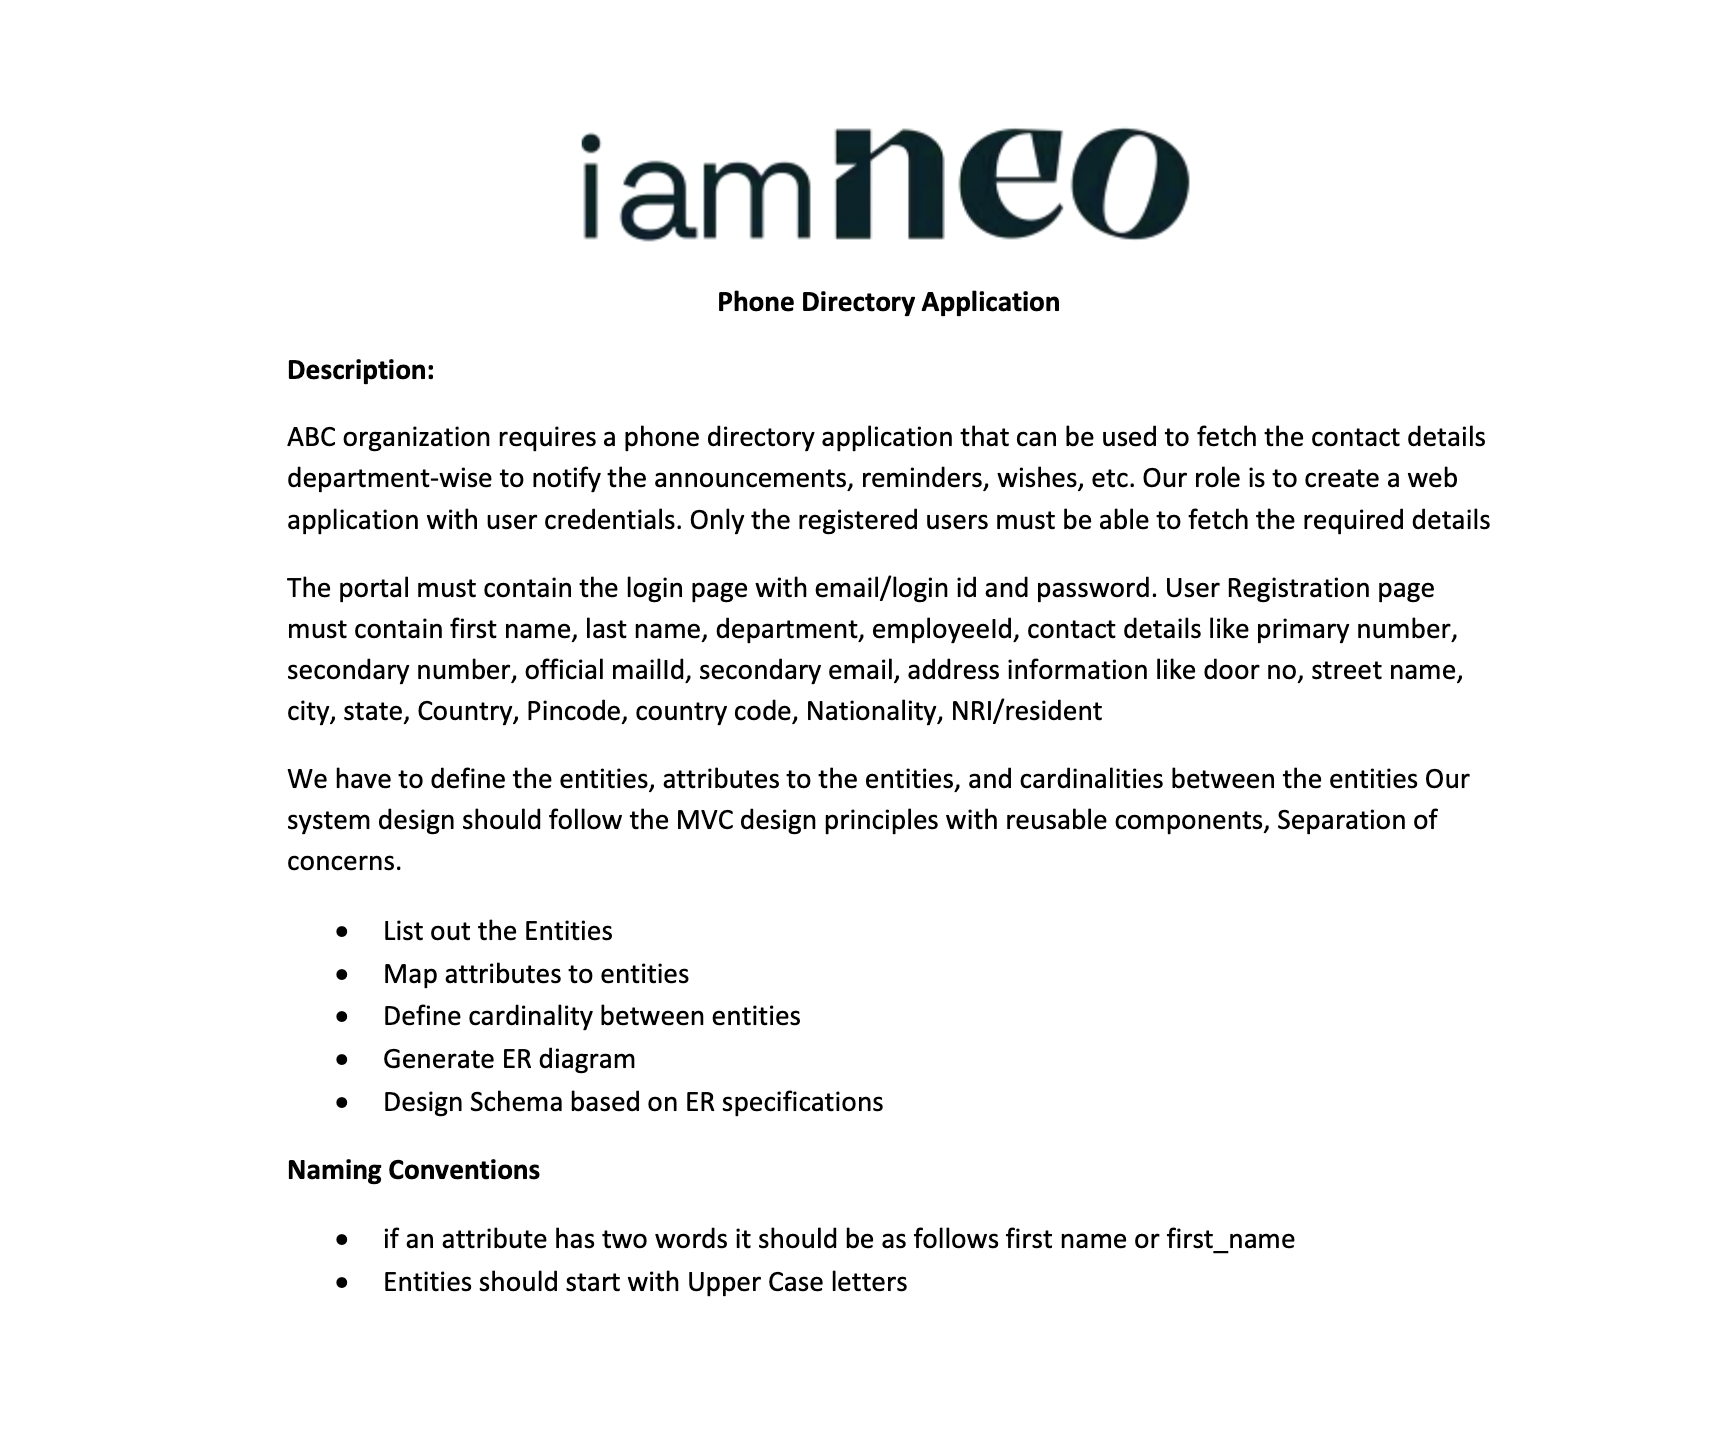 iamneo
Phone Directory Application
Description:
ABC organization requires a phone directory application that can be used to fetch the contact details
department-wise to notify the announcements, reminders, wishes, etc. Our role is to create a web
application with user credentials. Only the registered users must be able to fetch the required details
The portal must contain the login page with email/login id and password. User Registration page
must contain first name, last name, department, employeeId, contact details like primary number,
secondary number, official mailId, secondary email, address information like door no, street name,
city, state, Country, Pincode, country code, Nationality, NRI/resident
We have to define the entities, attributes to the entities, and cardinalities between the entities Our
system design should follow the MVC design principles with reusable components, Separation of
concerns.
• List out the Entities
• Map attributes to entities
• Define cardinality between entities
• Generate ER diagram
• Design Schema based on ER specifications
Naming Conventions
• if an attribute has two words it should be as follows first name or first_name
• Entities should start with Upper Case letters